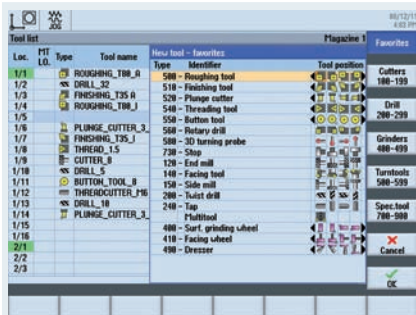 06/12/11
4:03 PM
JOG
Tool list
Magazine 1
Loc. MT LO. Type Tool name
1/1 ROUGHING_T80_A
1/2 DRILL_32
1/3 FINISHING_T35 A
1/4 ROUGHING_T80_I
1/5
1/6 PLUNGE_CUTTER_3_
1/7 FINISHING_T35_I
1/8 THREAD_1.5
1/9 CUTTER_8
1/10 DRILL_5
1/11 BUTTON_TOOL_8
1/12 THREADCUTTER_M6
1/13 DRILL_10
1/14 PLUNGE_CUTTER_3_
1/15
1/16
2/1
2/2
2/3
New tool - favorites
Type Identifier Tool position
500 - Roughing tool
510 - Finishing tool
520 - Plunge cutter
540 - Threading tool
550 - Button tool
560 - Rotary drill
580 - 3D turning probe
730 - Stop
120 - End mill
140 - Facing tool
150 - Side mill
200 - Twist drill
240 - Tap
Multitool
400 - Surf. grinding wheel
410 - Facing wheel
490 - Dresser
Favorites
Cutters
100-199
Drill
200-299
Grinders
400-499
Turntools
500-599
Spec.tool
700-900
Cancel
OK